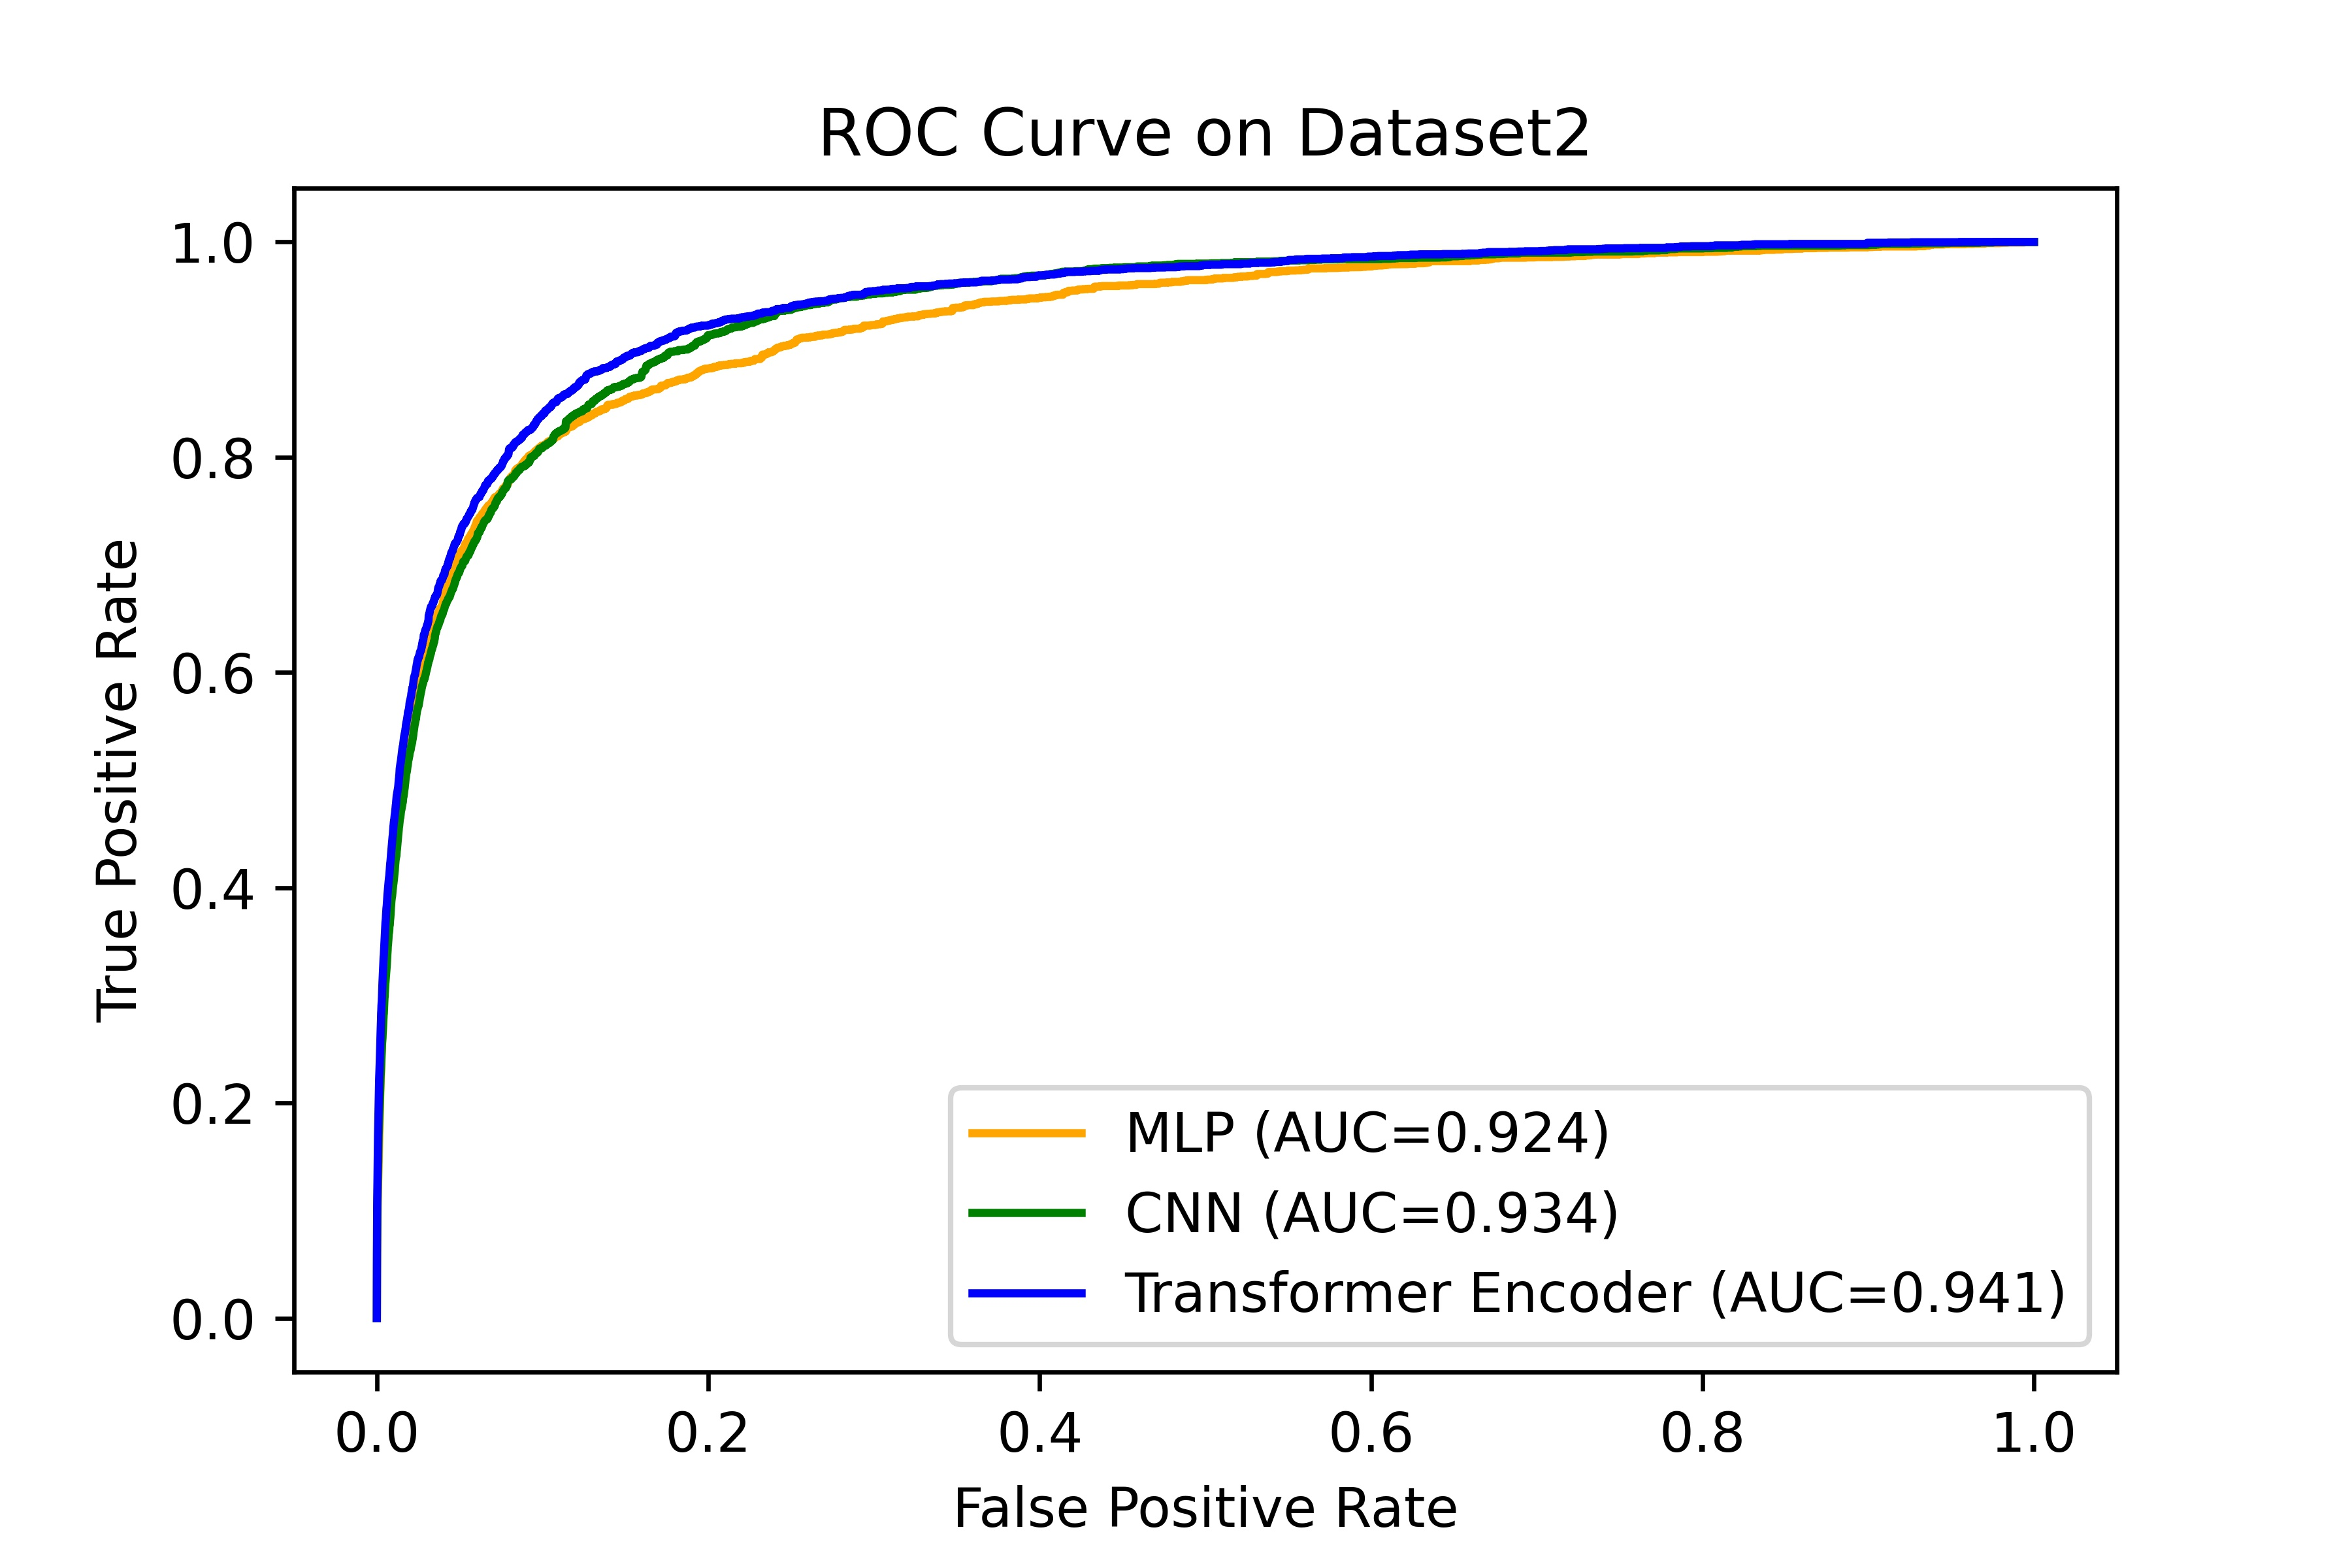 ROC Curve on Dataset2
True Positive Rate
1.0
0.8
0.6
0.4
0.2
0.0
MLP (AUC=0.924)
CNN (AUC=0.934)
Transformer Encoder (AUC=0.941)
0.0 0.2 0.4 0.6 0.8 1.0
False Positive Rate